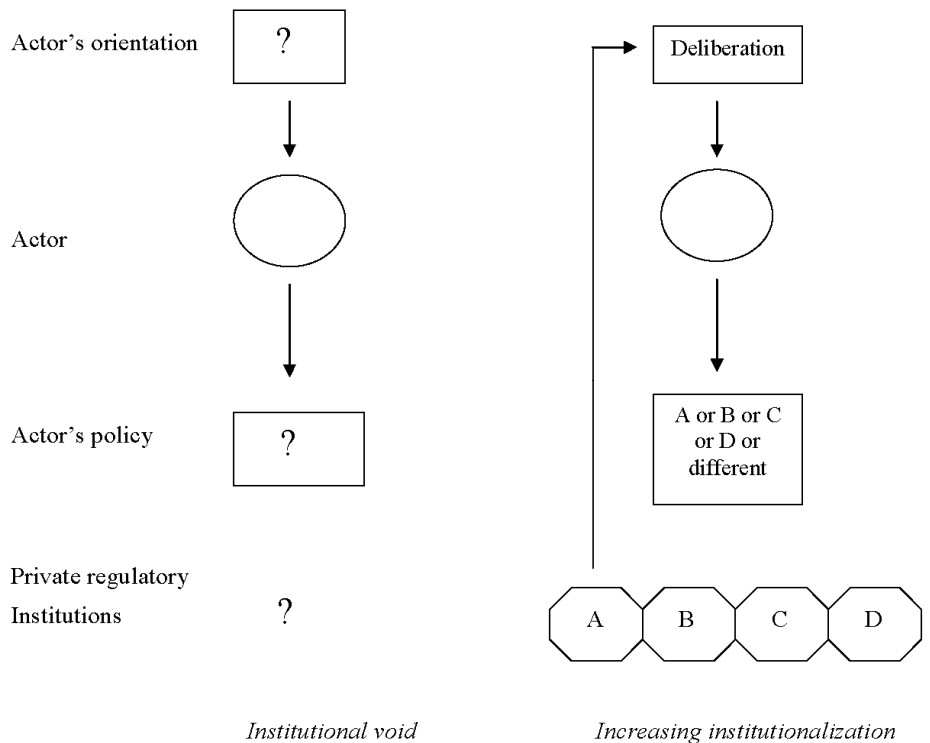 Actor’s orientation
?
Deliberation
Actor
Actor’s policy
?
A or B or C
or D or
different
Private regulatory
Institutions
?
A
B
C
D
Institutional void
Increasing institutionalization